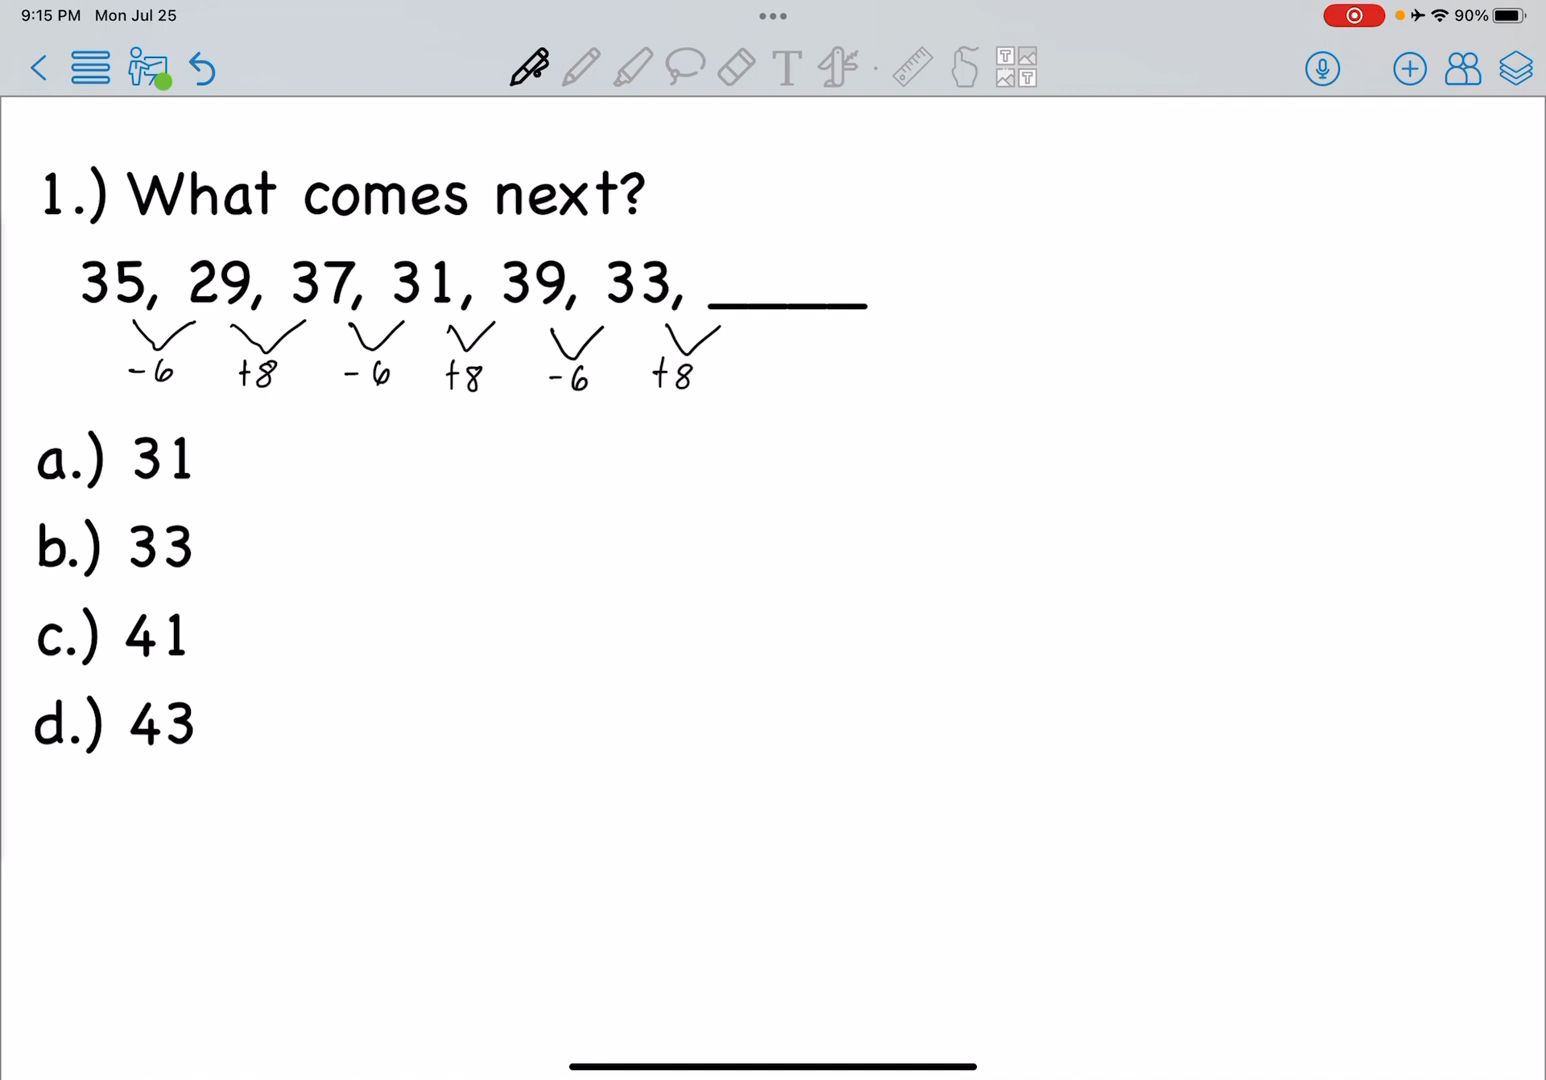 9:15 PM Mon Jul 25
90%
T
T
T
1.) What comes next?
35, 29, 37, 31, 39, 33, _____
-6 +8 -6 +8 -6 +8
a.) 31
b.) 33
c.) 41
d.) 43